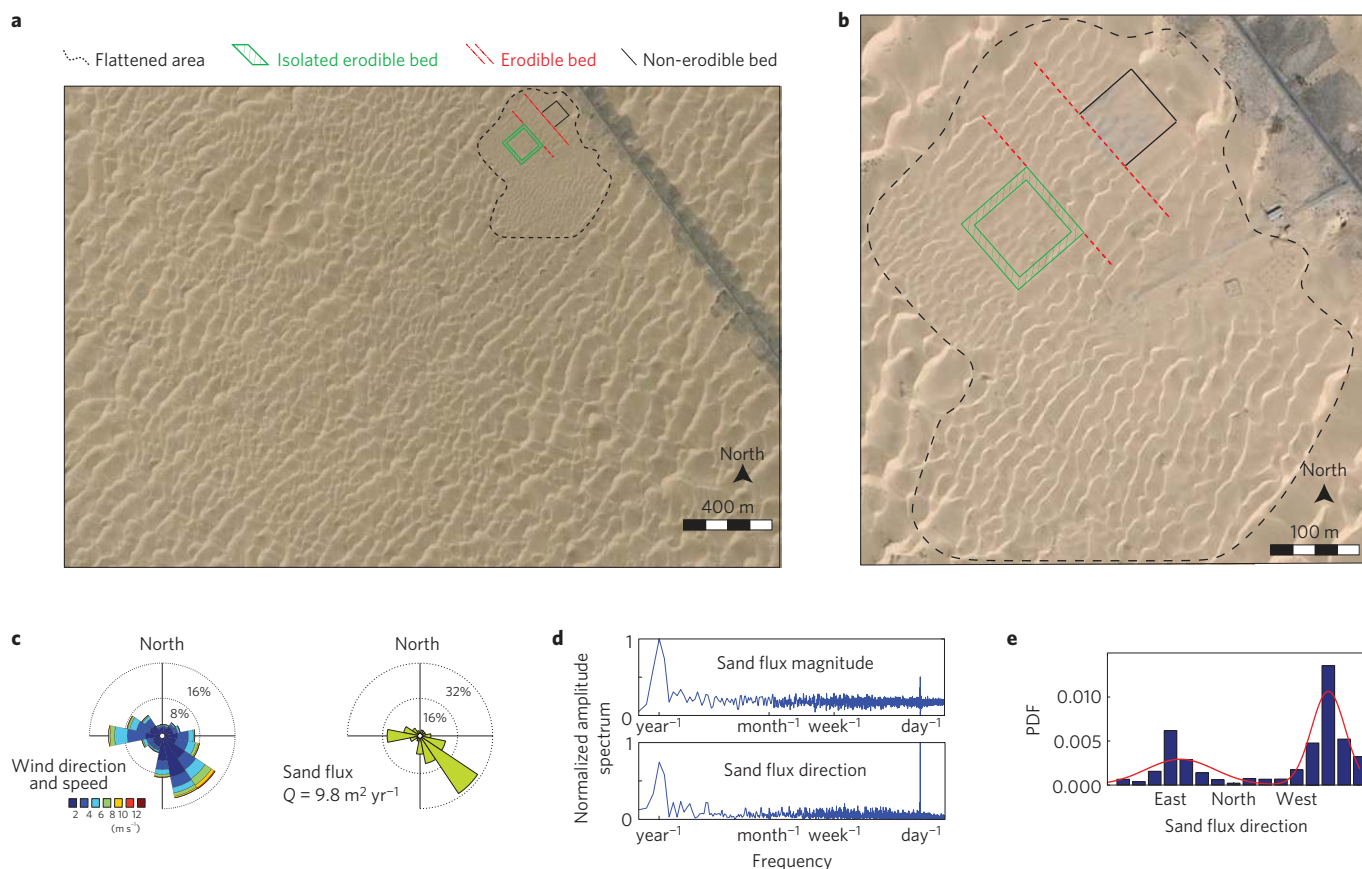 a
Flattened area
Isolated erodible bed
Erodible bed
Non-erodible bed
North
400 m
b
North
100 m
c
North
16%
8%
Wind direction
and speed
2 4 6 8 10 12
(m s⁻¹)
North
32%
16%
Sand flux
Q = 9.8 m² yr⁻¹
d
Normalized amplitude
spectrum
1
Sand flux magnitude
0
year⁻¹ month⁻¹ week⁻¹ day⁻¹
1
Sand flux direction
0
year⁻¹ month⁻¹ week⁻¹ day⁻¹
Frequency
e
PDF
0.010
0.005
0.000
East North West
Sand flux direction